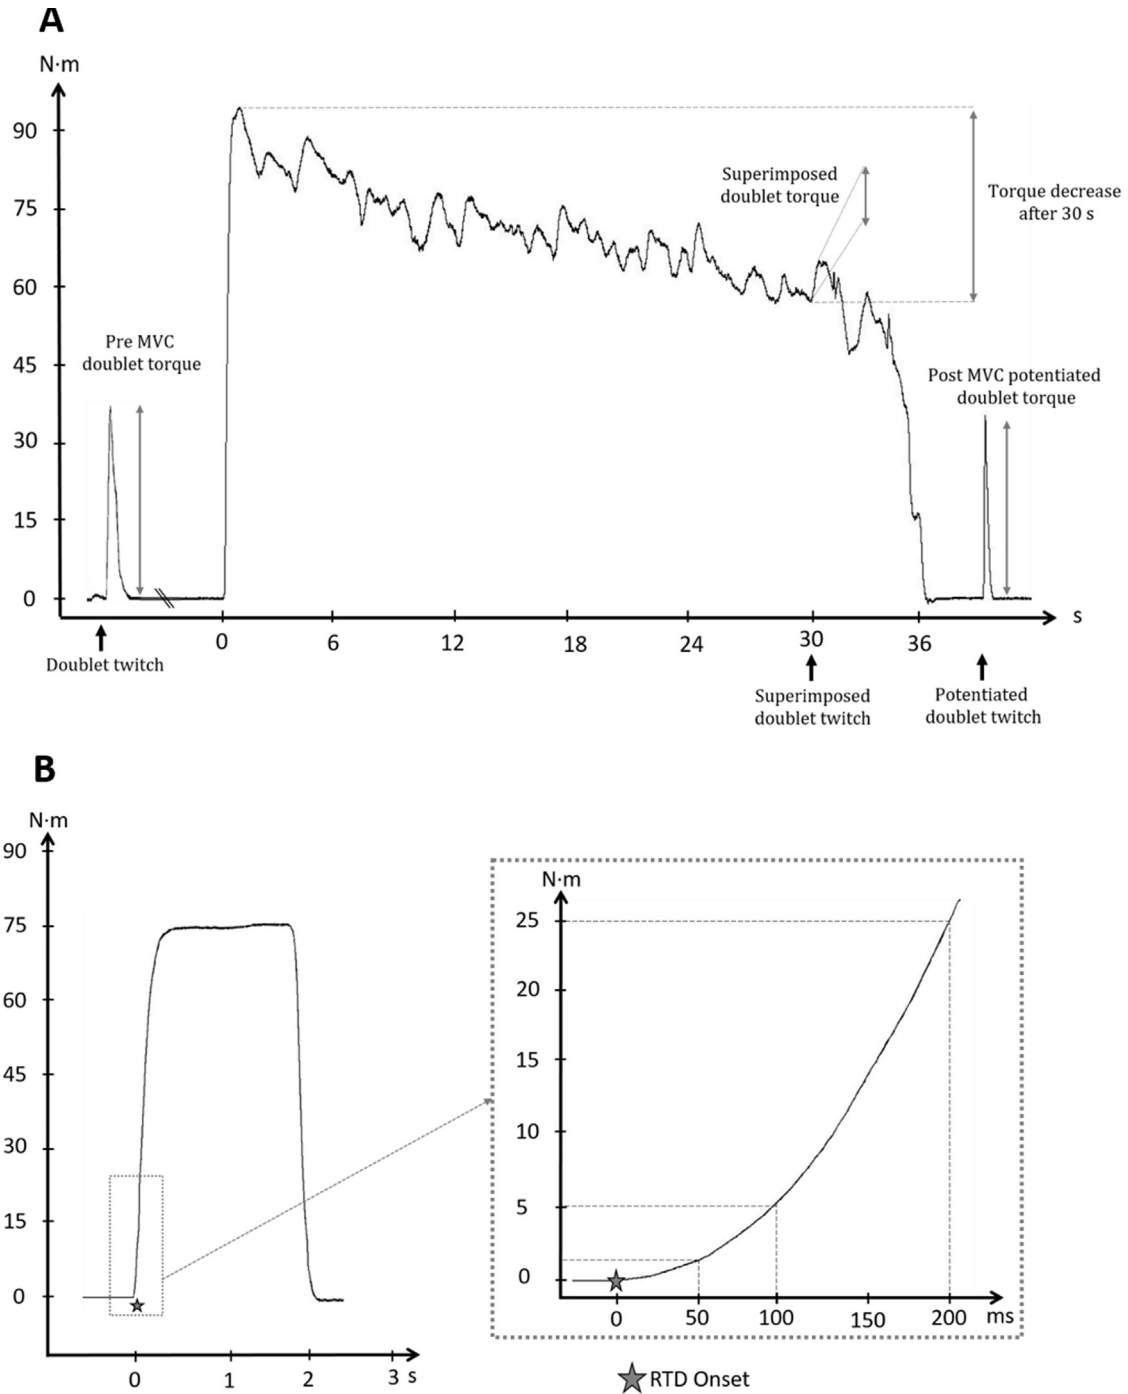 A
N·m
90
75
60
45
30
15
0
Superimposed
doublet torque
Torque decrease
after 30 s
Pre MVC
doublet torque
Post MVC potentiated
doublet torque
0 6 12 18 24 30 36 s
Doublet twitch
Superimposed
doublet twitch
Potentiated
doublet twitch
B
N·m
90
75
60
45
30
15
0
0 1 2 3 s
N·m
25
20
15
10
5
0
0 50 100 150 200 ms
RTD Onset